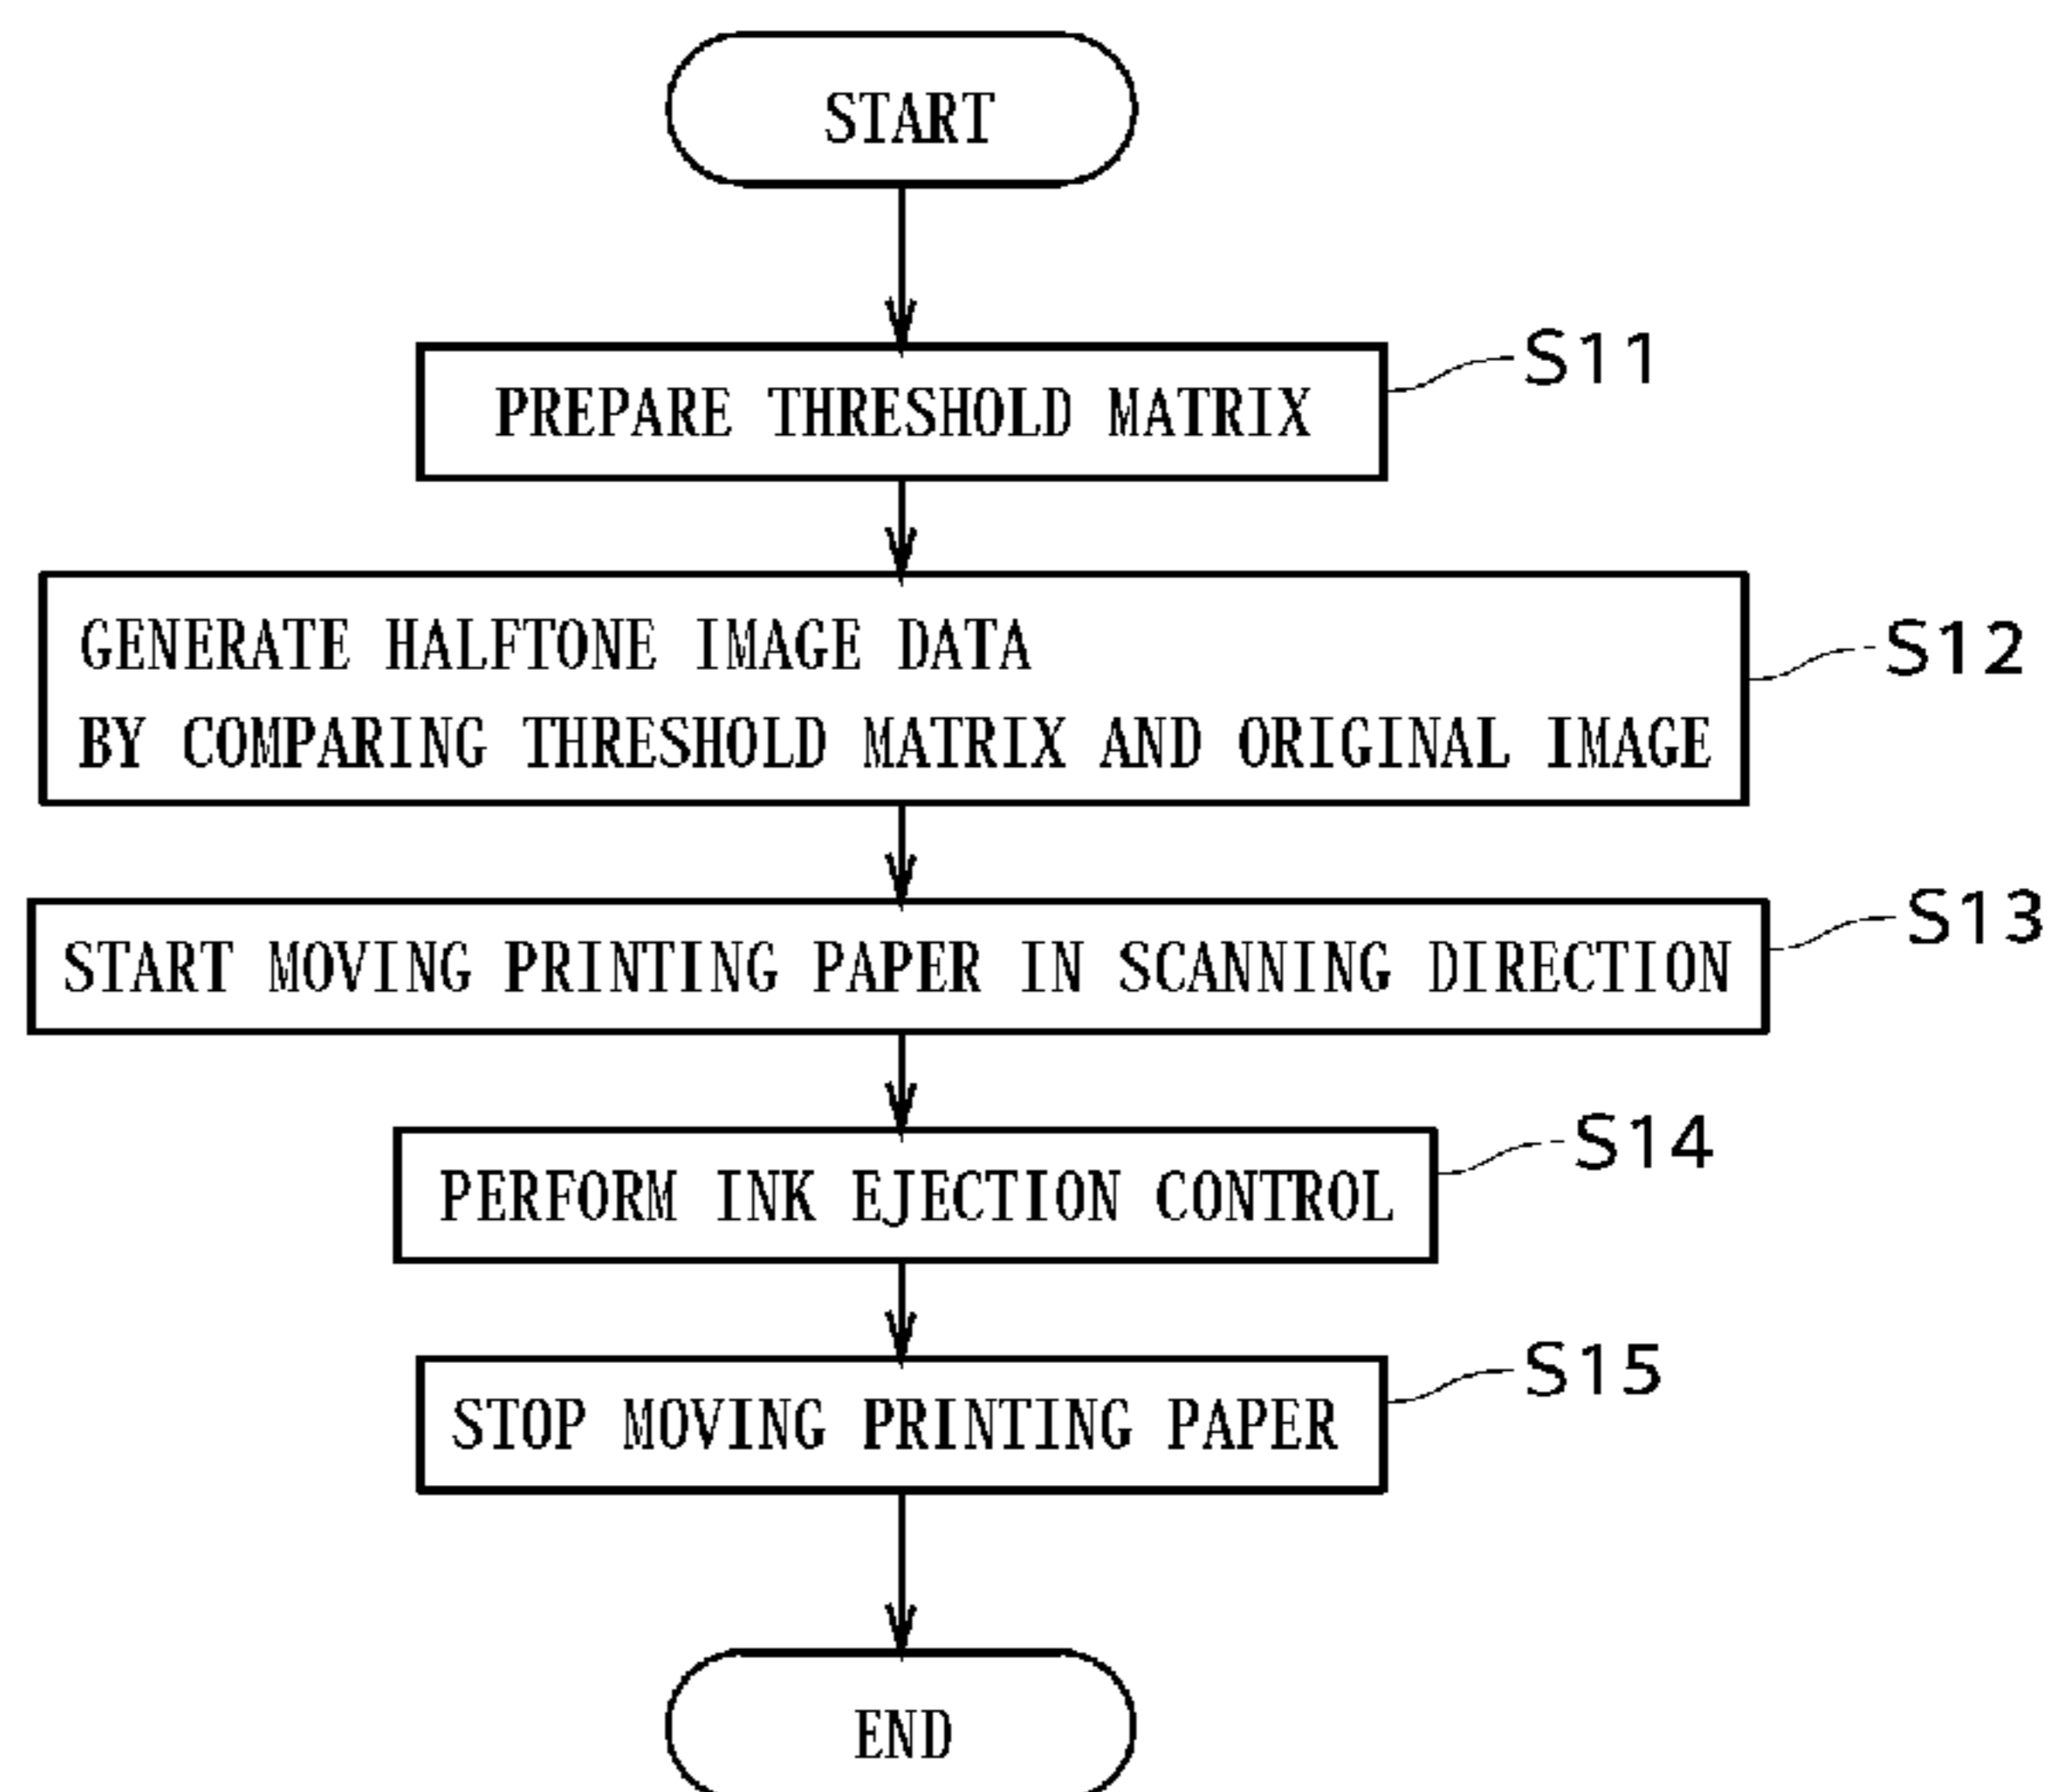 START
PREPARE THRESHOLD MATRIX
S11
GENERATE HALFTONE IMAGE DATA
BY COMPARING THRESHOLD MATRIX AND ORIGINAL IMAGE
S12
START MOVING PRINTING PAPER IN SCANNING DIRECTION
S13
PERFORM INK EJECTION CONTROL
S14
STOP MOVING PRINTING PAPER
S15
END